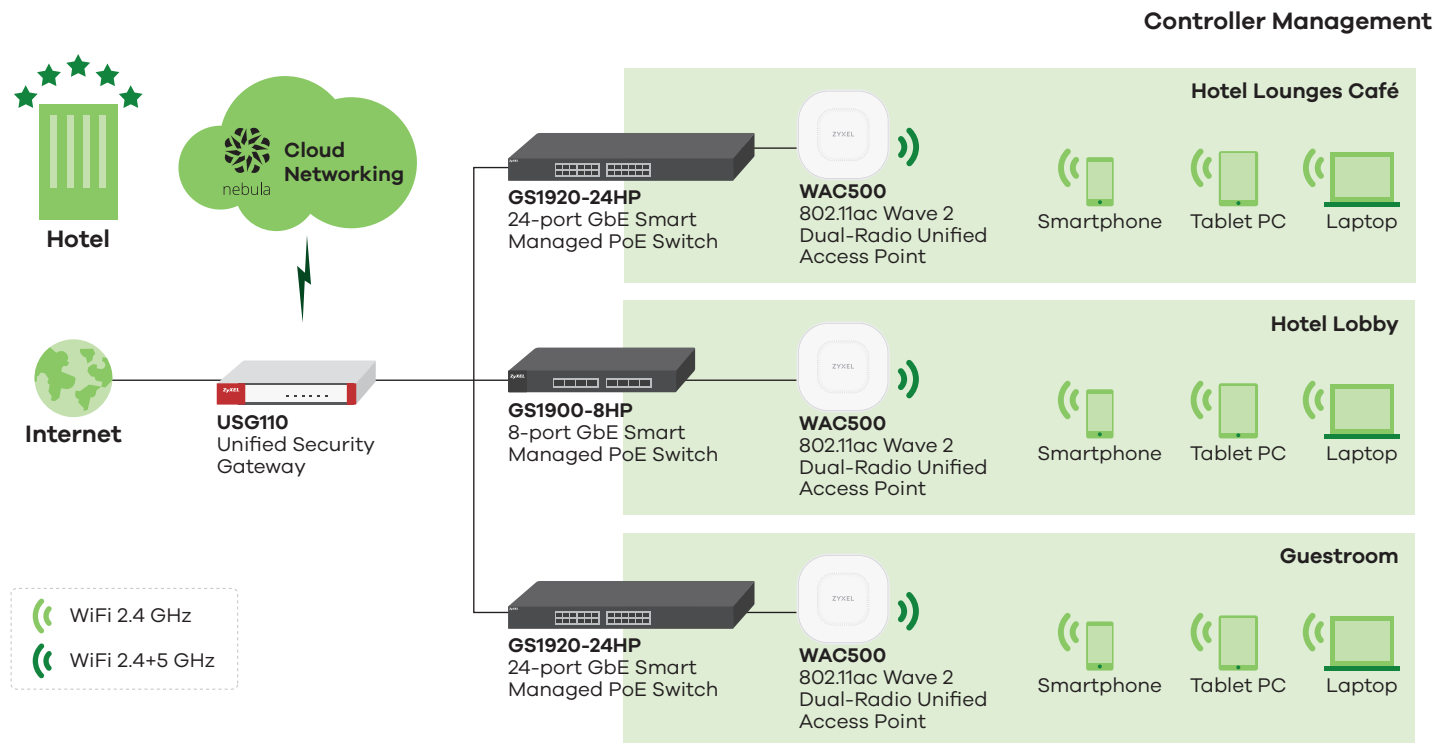 Controller Management
Hotel
nebula
Cloud
Networking
Internet
ZyXEL
USG110
Unified Security
Gateway
WiFi 2.4 GHz
WiFi 2.4+5 GHz
GS1920-24HP
24-port GbE Smart
Managed PoE Switch
Hotel Lounges Café
ZYXEL
WAC500
802.11ac Wave 2
Dual-Radio Unified
Access Point
Smartphone
Tablet PC
Laptop
ZyXEL
GS1900-8HP
8-port GbE Smart
Managed PoE Switch
Hotel Lobby
ZYXEL
WAC500
802.11ac Wave 2
Dual-Radio Unified
Access Point
Smartphone
Tablet PC
Laptop
GS1920-24HP
24-port GbE Smart
Managed PoE Switch
Guestroom
ZYXEL
WAC500
802.11ac Wave 2
Dual-Radio Unified
Access Point
Smartphone
Tablet PC
Laptop